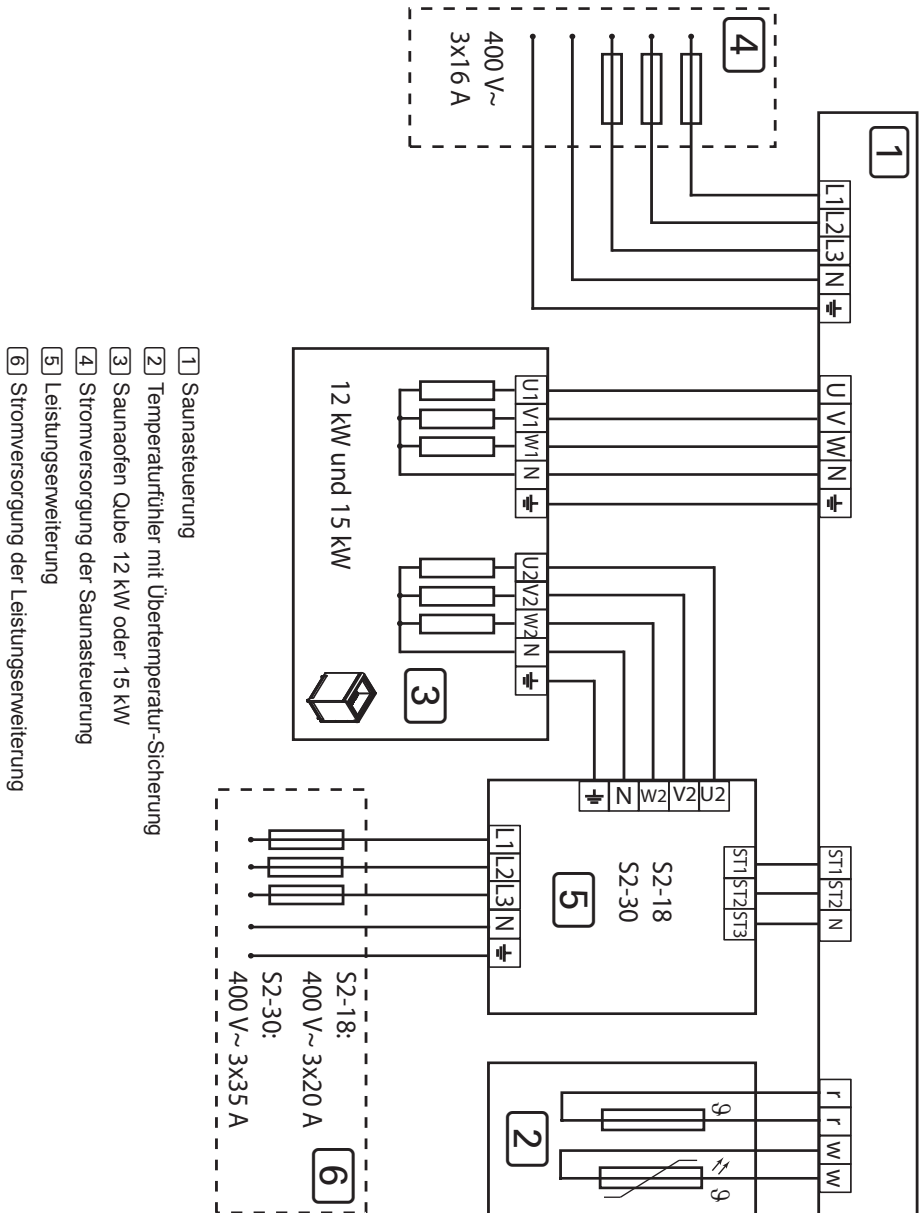 1
L1 L2 L3 N
U V W N
ST1 ST2 N
r r w w
4
400 V~
3x16 A
U1 V1 W1 N
U2 V2 W2 N
12 kW und 15 kW
3
N W2 V2 U2
ST1 ST2 ST3
S2-18
S2-30
5
L1 L2 L3 N
ϑ
ϑ
2
S2-18:
400 V~ 3x20 A
S2-30:
400 V~ 3x35 A
6
1 Saunasteuerung
2 Temperaturfühler mit Übertemperatur-Sicherung
3 Saunaofen Qube 12 kW oder 15 kW
4 Stromversorgung der Saunasteuerung
5 Leistungserweiterung
6 Stromversorgung der Leistungserweiterung